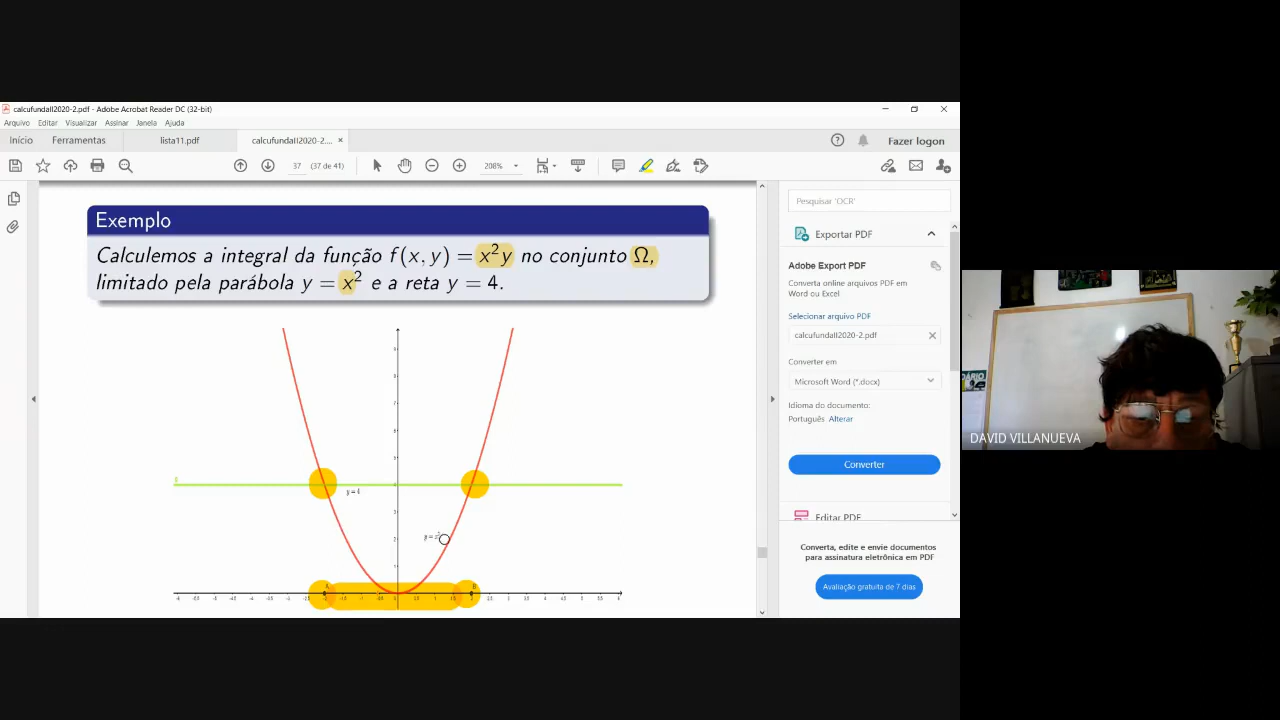 calcufundaII2020-2.pdf - Adobe Acrobat Reader DC (32-bit)
Arquivo Editar Visualizar Assinar Janela Ajuda
Início Ferramentas lista11.pdf calcufundaII2020-2.... × Fazer logon
37 (37 de 41) 208%
Exemplo
Calculemos a integral da função f(x, y) = x²y no conjunto Ω,
limitado pela parábola y = x² e a reta y = 4.
y = 4
y = x²
A B
Pesquisar 'OCR'
Exportar PDF
Adobe Export PDF
Converta online arquivos PDF em
Word ou Excel
Selecionar arquivo PDF
calcufundaII2020-2.pdf
Converter em
Microsoft Word (*.docx)
Idioma do documento:
Português Alterar
Converter
Editar PDF
Converta, edite e envie documentos
para assinatura eletrônica em PDF
Avaliação gratuita de 7 dias
DAVID VILLANUEVA